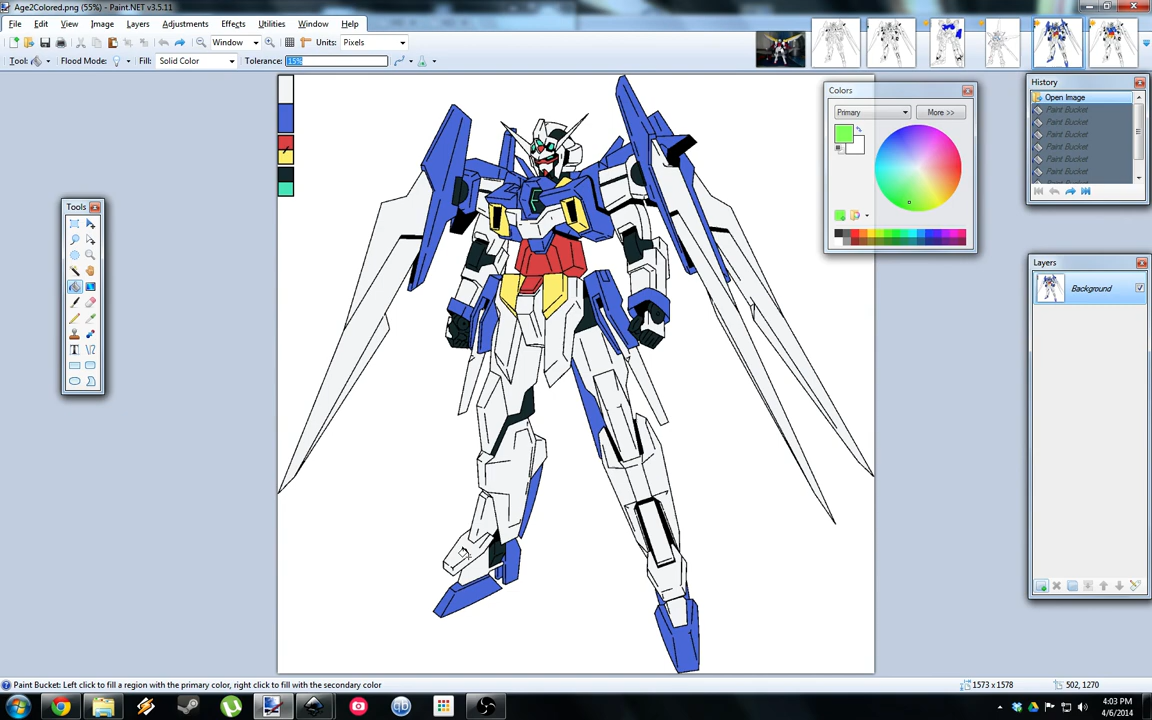 Age2Colored.png (55%) - Paint.NET v3.5.11
File Edit View Image Layers Adjustments Effects Utilities Window Help
Window Units: Pixels
Tool: Flood Mode: Fill: Solid Color Tolerance: 15%
Tools
Colors
Primary More >>
History
Open Image
Paint Bucket
Paint Bucket
Paint Bucket
Paint Bucket
Paint Bucket
Layers
Background
Paint Bucket: Left click to fill a region with the primary color, right click to fill with the secondary color
1573 x 1578 502, 1270
4:03 PM
4/6/2014